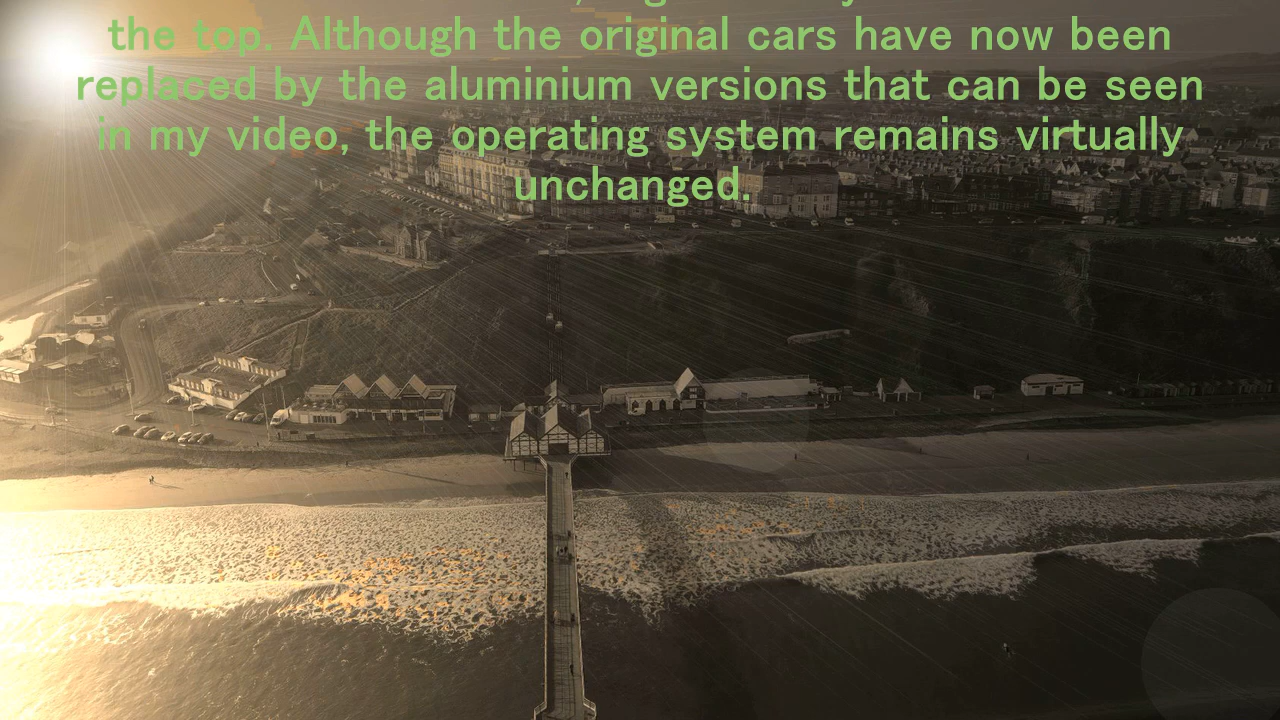 the top. Although the original cars have now been
replaced by the aluminium versions that can be seen
in my video, the operating system remains virtually
unchanged.